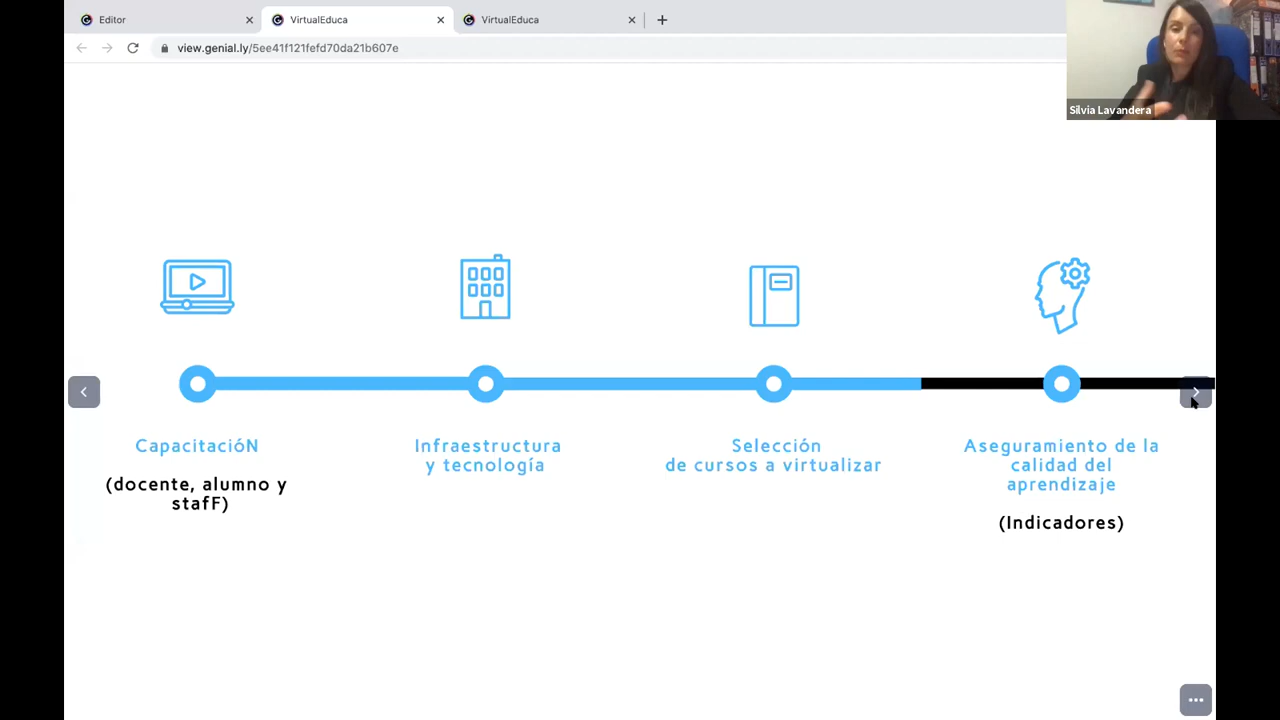 Editor
VirtualEduca
VirtualEduca
view.genial.ly/5ee41f121fefd70da21b607e
Silvia Lavandera
CapacitacióN
(docente, alumno y
stafF)
Infraestructura
y tecnología
Selección
de cursos a virtualizar
Aseguramiento de la
calidad del
aprendizaje
(Indicadores)